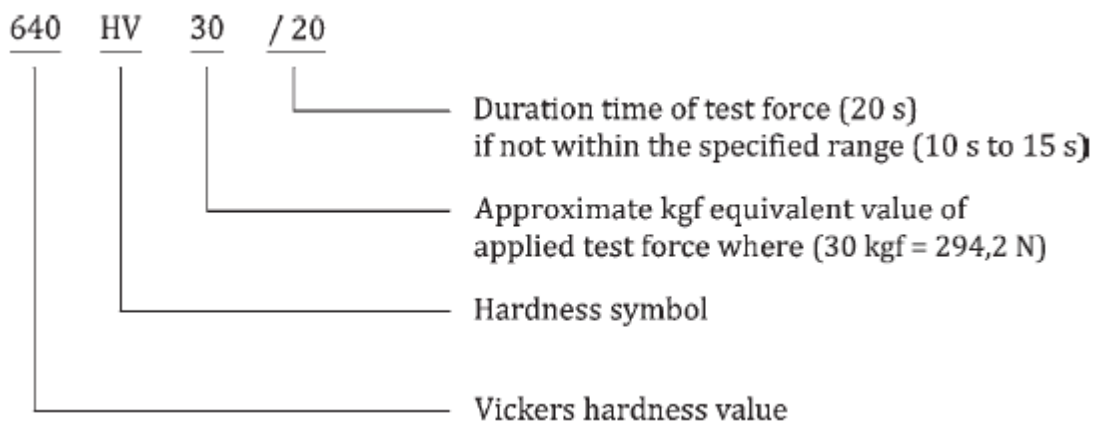 640 HV 30 / 20
Duration time of test force (20 s)
if not within the specified range (10 s to 15 s)
Approximate kgf equivalent value of
applied test force where (30 kgf = 294,2 N)
Hardness symbol
Vickers hardness value